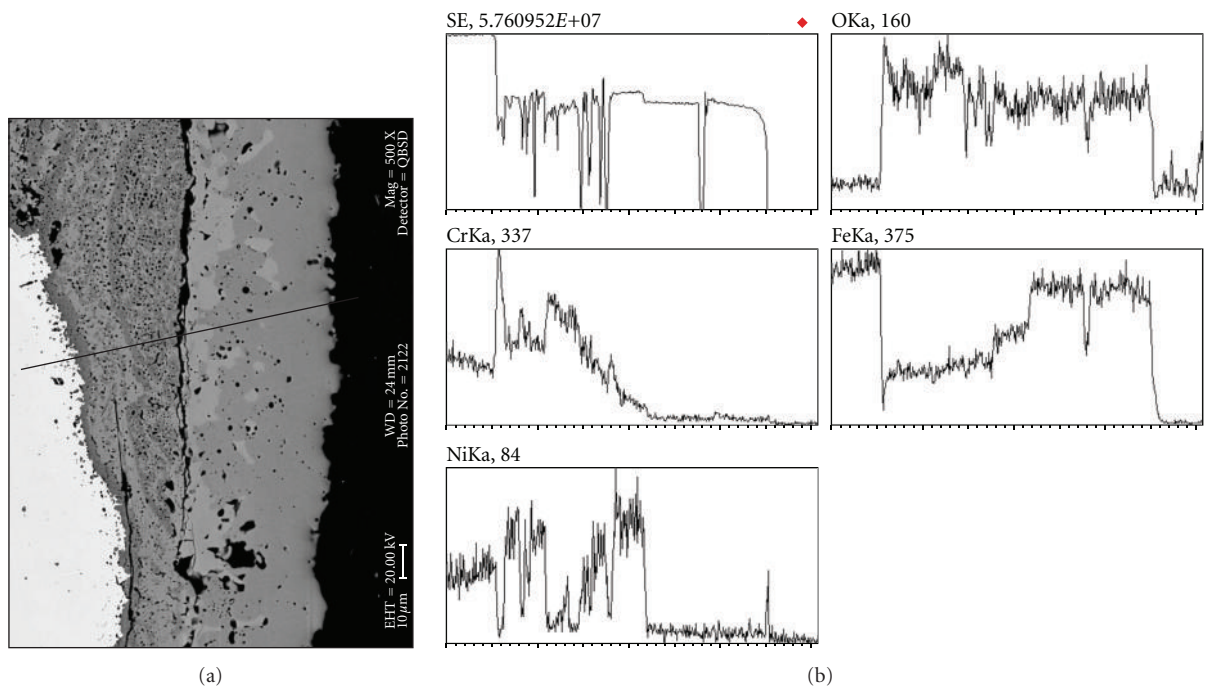 Mag = 500 X
Detector = QBSD
WD = 24 mm
Photo No. = 2122
EHT = 20.00 kV
10 μm
(a)
SE, 5.760952E+07
OKa, 160
CrKa, 337
FeKa, 375
NiKa, 84
(b)